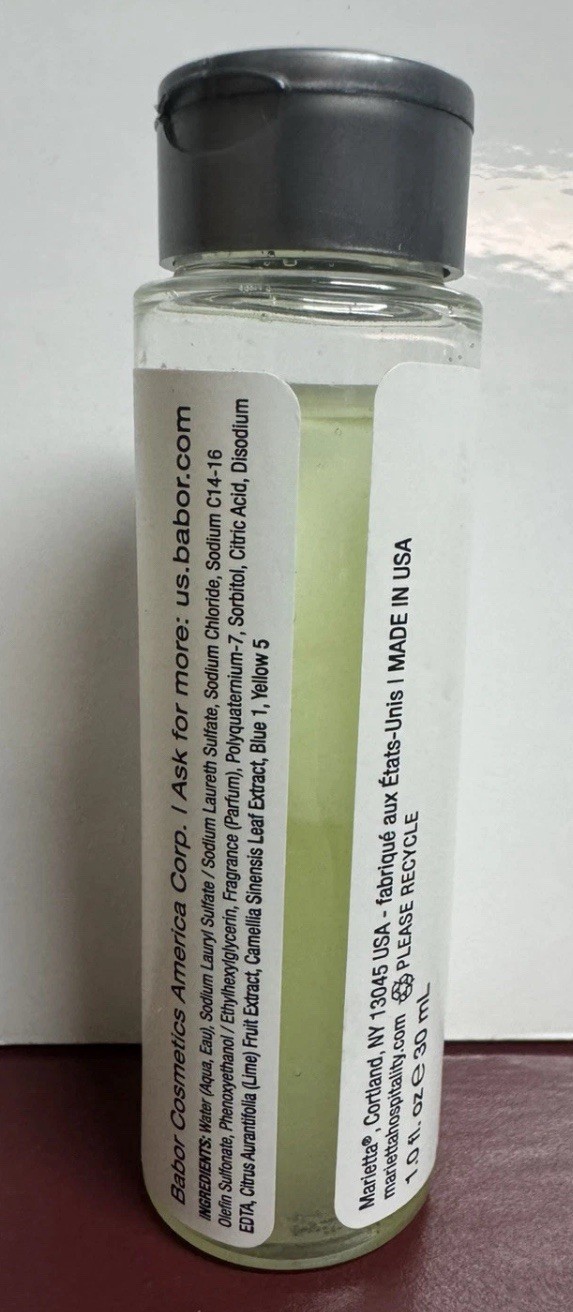 Babor Cosmetics America Corp. | Ask for more: us.babor.com
INGREDIENTS: Water (Aqua, Eau), Sodium Lauryl Sulfate / Sodium Laureth Sulfate, Sodium Chloride, Sodium C14-16
Olefin Sulfonate, Phenoxyethanol / Ethylhexylglycerin, Fragrance (Parfum), Polyquaternium-7, Sorbitol, Citric Acid, Disodium
EDTA, Citrus Aurantifolia (Lime) Fruit Extract, Camellia Sinensis Leaf Extract, Blue 1, Yellow 5
Marietta®, Cortland, NY 13045 USA - fabriqué aux États-Unis | MADE IN USA
mariettahospitality.com PLEASE RECYCLE
1.0 fl. oz ℮ 30 mL